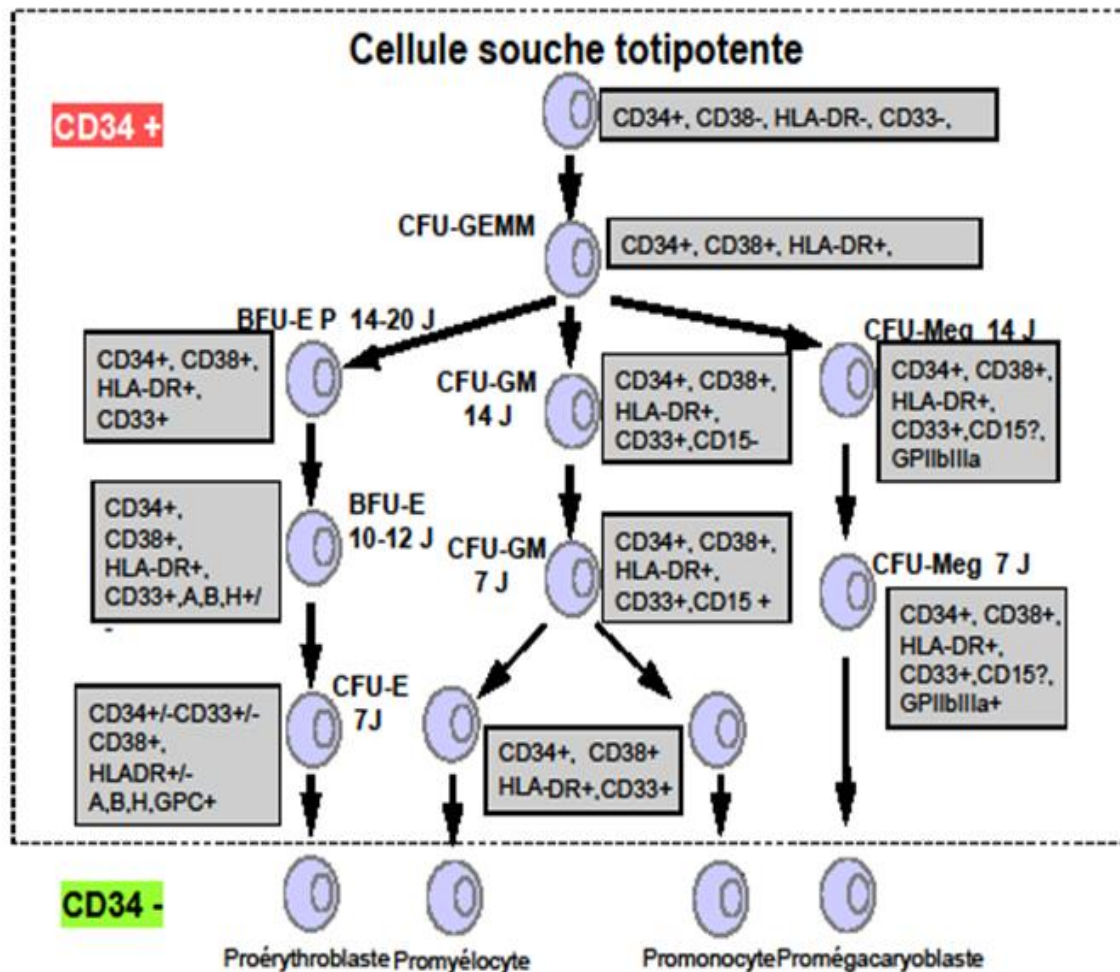 Cellule souche totipotente
CD34 +
CD34+, CD38-, HLA-DR-, CD33-,
CFU-GEMM
CD34+, CD38+, HLA-DR+,
BFU-E P 14-20 J
CD34+, CD38+,
HLA-DR+,
CD33+
CFU-GM
14 J
CD34+, CD38+,
HLA-DR+,
CD33+,CD15-
CFU-Meg 14 J
CD34+, CD38+,
HLA-DR+,
CD33+,CD15?,
GPIIbIIIa
CD34+,
CD38+,
HLA-DR+,
CD33+,A,B,H+/
-
BFU-E
10-12 J
CFU-GM
7 J
CD34+, CD38+,
HLA-DR+,
CD33+,CD15 +
CFU-Meg 7 J
CD34+, CD38+,
HLA-DR+,
CD33+,CD15?,
GPIIbIIIa+
CD34+/-CD33+/-
CD38+,
HLADR+/-
A,B,H,GPC+
CFU-E
7J
CD34+, CD38+
HLA-DR+,CD33+
CD34 -
Proérythroblaste Promyélocyte Promonocyte Promégacaryoblaste